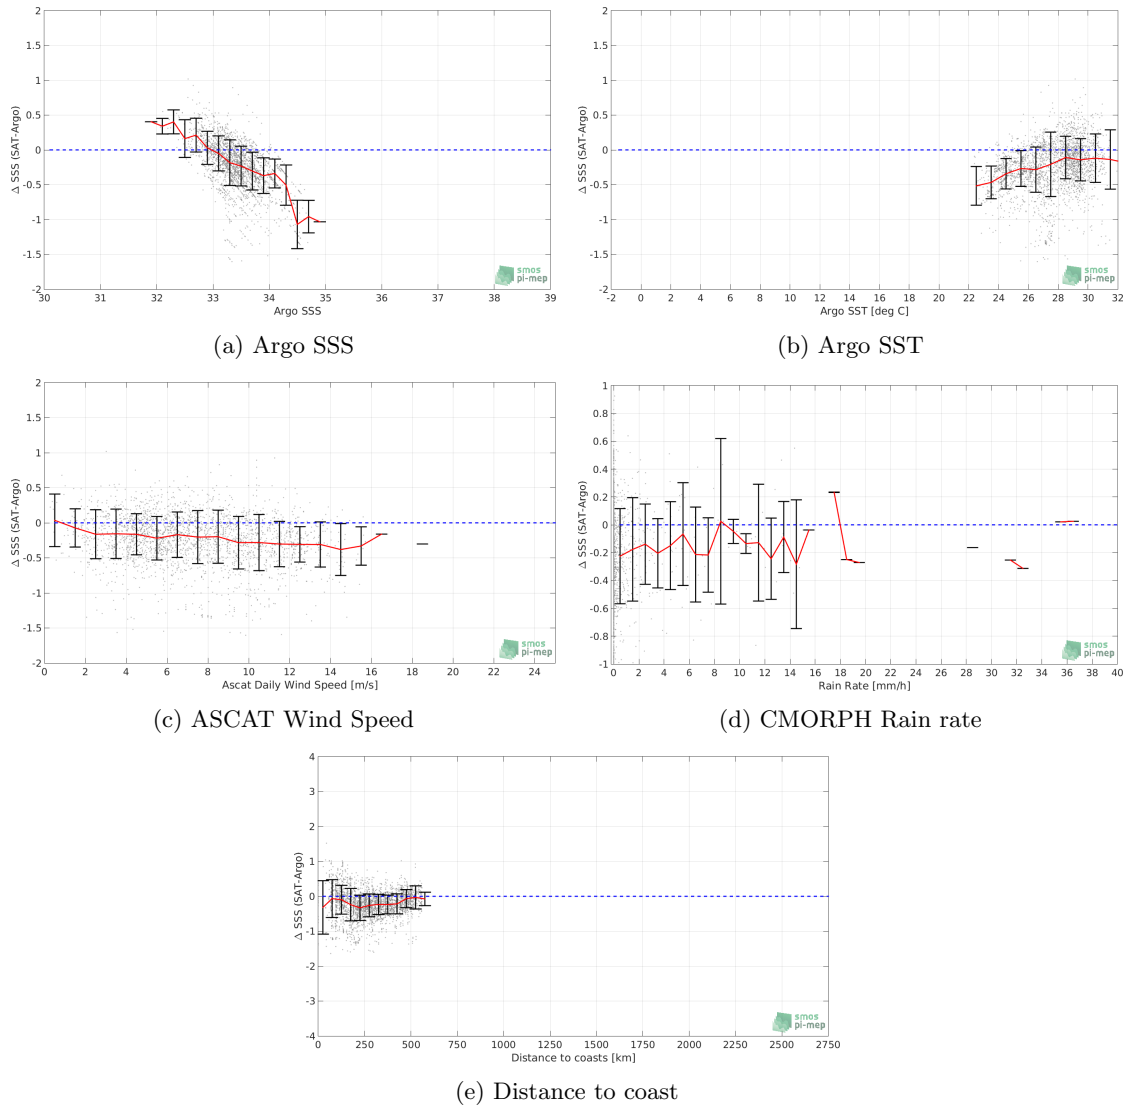 2
1.5
1
0.5
0
-0.5
-1
-1.5
-2
Δ SSS (SAT-Argo)
30 31 32 33 34 35 36 37 38 39
Argo SSS
smos
pi-mep
(a) Argo SSS
2
1.5
1
0.5
0
-0.5
-1
-1.5
-2
Δ SSS (SAT-Argo)
-2 0 2 4 6 8 10 12 14 16 18 20 22 24 26 28 30 32
Argo SST [deg C]
smos
pi-mep
(b) Argo SST
2
1.5
1
0.5
0
-0.5
-1
-1.5
-2
Δ SSS (SAT-Argo)
0 2 4 6 8 10 12 14 16 18 20 22 24
Ascat Daily Wind Speed [m/s]
smos
pi-mep
(c) ASCAT Wind Speed
1
0.8
0.6
0.4
0.2
0
-0.2
-0.4
-0.6
-0.8
-1
Δ SSS (SAT-Argo)
0 2 4 6 8 10 12 14 16 18 20 22 24 26 28 30 32 34 36 38 40
Rain Rate [mm/h]
smos
pi-mep
(d) CMORPH Rain rate
4
3
2
1
0
-1
-2
-3
-4
Δ SSS (SAT-Argo)
0 250 500 750 1000 1250 1500 1750 2000 2250 2500 2750
Distance to coasts [km]
smos
pi-mep
(e) Distance to coast